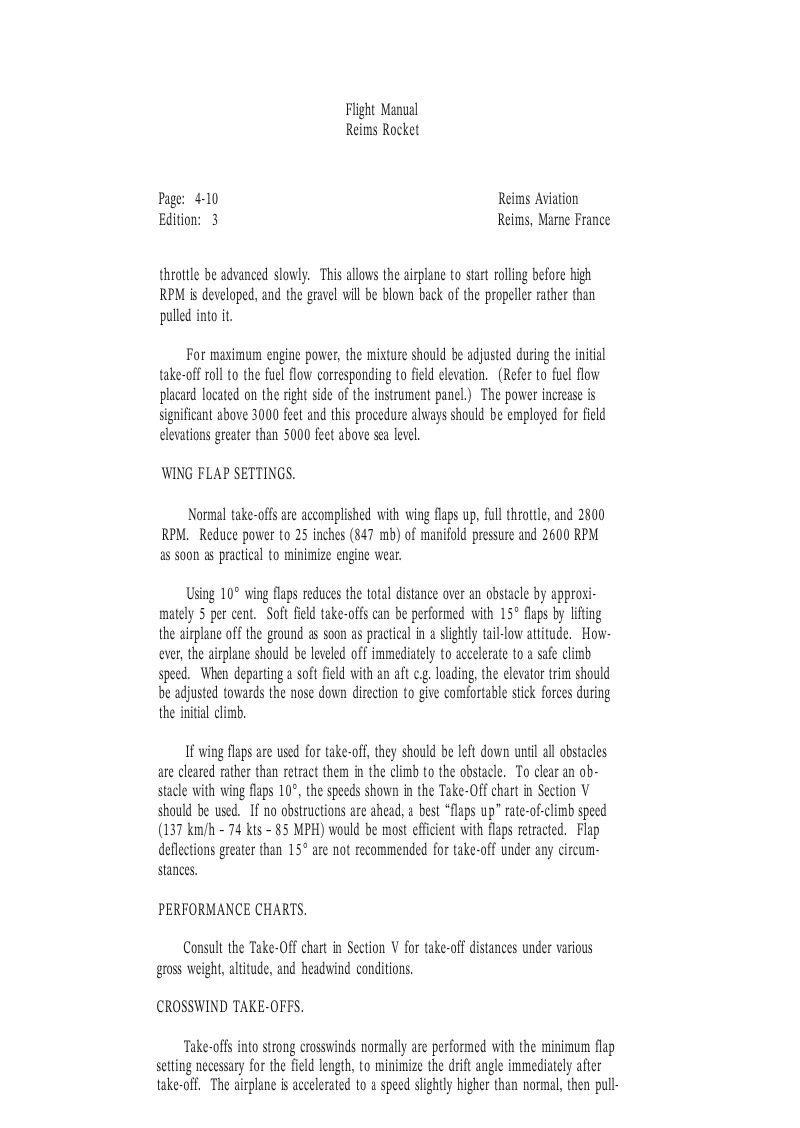 Flight Manual
Reims Rocket
Page: 4-10
Reims Aviation
Edition: 3
Reims, Marne France
throttle be advanced slowly. This allows the airplane to start rolling before high
RPM is developed, and the gravel will be blown back of the propeller rather than
pulled into it.
For maximum engine power, the mixture should be adjusted during the initial
take-off roll to the fuel flow corresponding to field elevation. (Refer to fuel flow
placard located on the right side of the instrument panel.) The power increase is
significant above 3000 feet and this procedure always should be employed for field
elevations greater than 5000 feet above sea level.
WING FLAP SETTINGS.
Normal take-offs are accomplished with wing flaps up, full throttle, and 2800
RPM. Reduce power to 25 inches (847 mb) of manifold pressure and 2600 RPM
as soon as practical to minimize engine wear.
Using 10° wing flaps reduces the total distance over an obstacle by approxi-
mately 5 per cent. Soft field take-offs can be performed with 15° flaps by lifting
the airplane off the ground as soon as practical in a slightly tail-low attitude. How-
ever, the airplane should be leveled off immediately to accelerate to a safe climb
speed. When departing a soft field with an aft c.g. loading, the elevator trim should
be adjusted towards the nose down direction to give comfortable stick forces during
the initial climb.
If wing flaps are used for take-off, they should be left down until all obstacles
are cleared rather than retract them in the climb to the obstacle. To clear an ob-
stacle with wing flaps 10°, the speeds shown in the Take-Off chart in Section V
should be used. If no obstructions are ahead, a best “flaps up” rate-of-climb speed
(137 km/h – 74 kts – 85 MPH) would be most efficient with flaps retracted. Flap
deflections greater than 15° are not recommended for take-off under any circum-
stances.
PERFORMANCE CHARTS.
Consult the Take-Off chart in Section V for take-off distances under various
gross weight, altitude, and headwind conditions.
CROSSWIND TAKE-OFFS.
Take-offs into strong crosswinds normally are performed with the minimum flap
setting necessary for the field length, to minimize the drift angle immediately after
take-off. The airplane is accelerated to a speed slightly higher than normal, then pull-